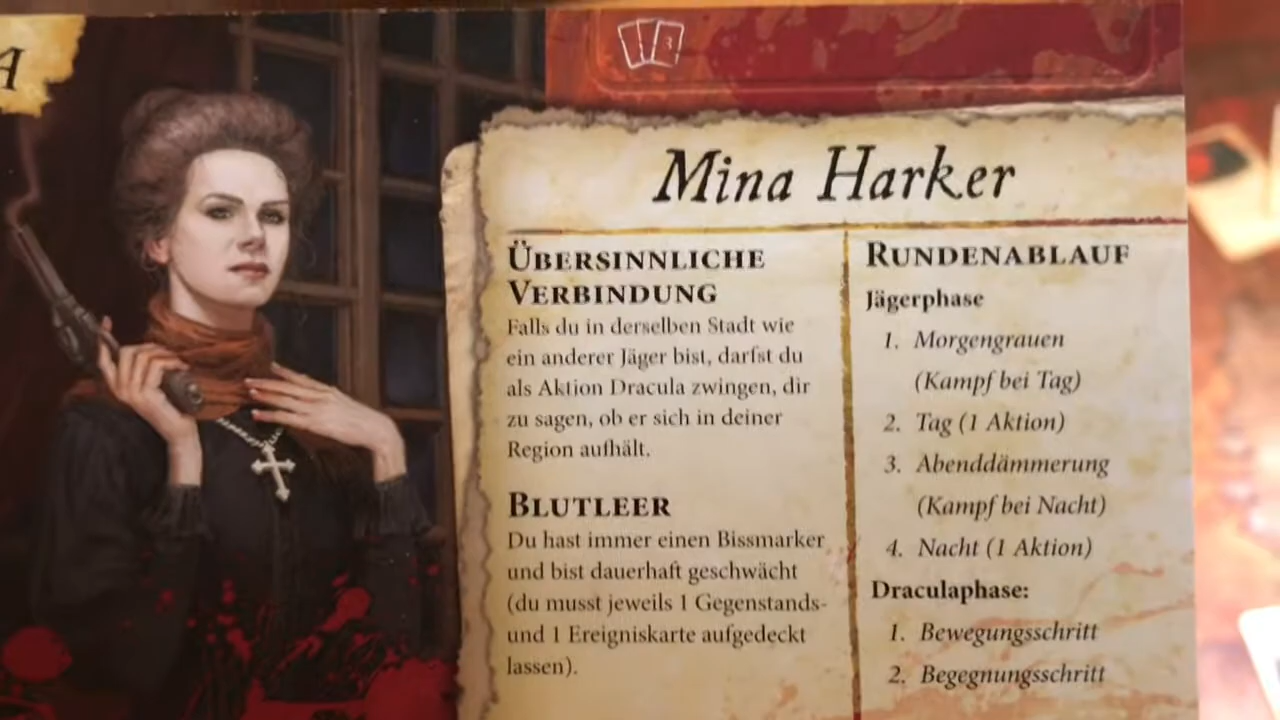 A
3
Mina Harker
ÜBERSINNLICHE
VERBINDUNG
Falls du in derselben Stadt wie
ein anderer Jäger bist, darfst du
als Aktion Dracula zwingen, dir
zu sagen, ob er sich in deiner
Region aufhält.
BLUTLEER
Du hast immer einen Bissmarker
und bist dauerhaft geschwächt
(du musst jeweils 1 Gegenstands-
und 1 Ereigniskarte aufgedeckt
lassen).
RUNDENABLAUF
Jägerphase
1. Morgengrauen
(Kampf bei Tag)
2. Tag (1 Aktion)
3. Abenddämmerung
(Kampf bei Nacht)
4. Nacht (1 Aktion)
Draculaphase:
1. Bewegungsschritt
2. Begegnungsschritt